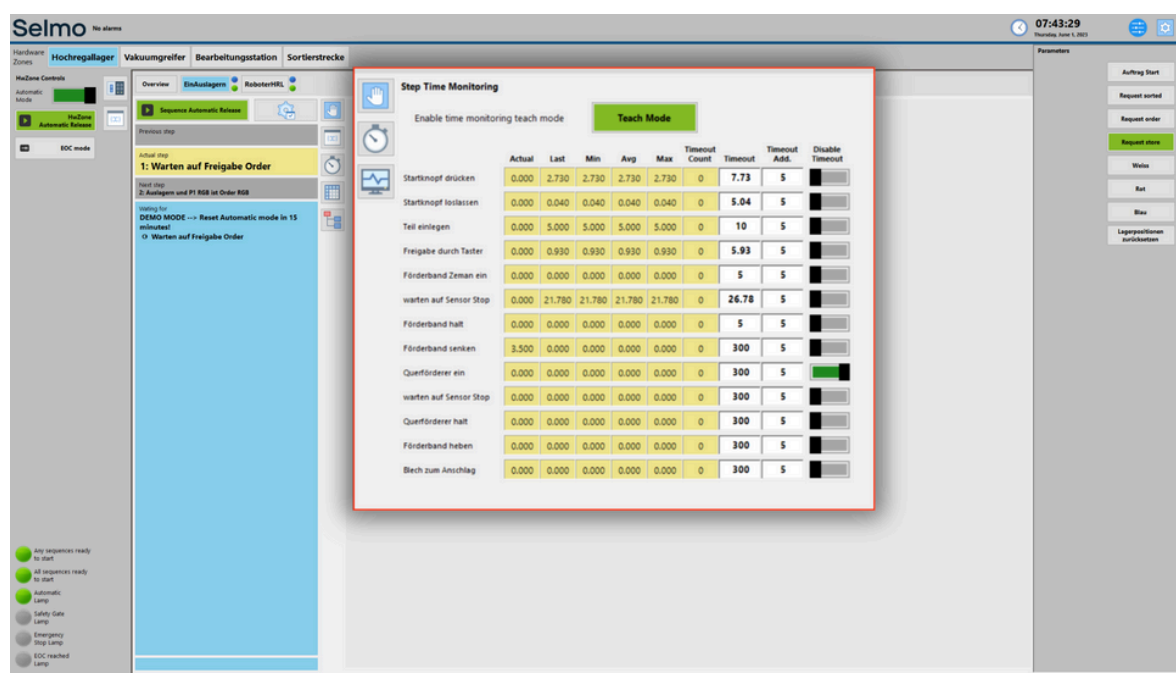 Selmo No alarms
07:43:29
Thursday, June 1, 2023
Hardware
Zones
Hochregallager Vakuumgreifer Bearbeitungsstation Sortierstrecke
HwZone Controls
Automatic
Mode
HwZone
Automatic Release
EOC mode
Overview EinAuslagern RoboterHRL
Sequence Automatic Release
Previous step
Actual step
1: Warten auf Freigabe Order
Next step
2: Auslagern und P1 RGB ist Order RGB
Waiting for
DEMO MODE --> Reset Automatic mode in 15
minutes!
O Warten auf Freigabe Order
Step Time Monitoring
Enable time monitoring teach mode Teach Mode
Actual Last Min Avg Max Timeout Count Timeout Timeout Add. Disable Timeout
Startknopf drücken 0.000 2.730 2.730 2.730 2.730 0 7.73 5
Startknopf loslassen 0.000 0.040 0.040 0.040 0.040 0 5.04 5
Teil einlegen 0.000 5.000 5.000 5.000 5.000 0 10 5
Freigabe durch Taster 0.000 0.930 0.930 0.930 0.930 0 5.93 5
Förderband Zeman ein 0.000 0.000 0.000 0.000 0.000 0 5 5
warten auf Sensor Stop 0.000 21.780 21.780 21.780 21.780 0 26.78 5
Förderband halt 0.000 0.000 0.000 0.000 0.000 0 5 5
Förderband senken 3.500 0.000 0.000 0.000 0.000 0 300 5
Querförderer ein 0.000 0.000 0.000 0.000 0.000 0 300 5
warten auf Sensor Stop 0.000 0.000 0.000 0.000 0.000 0 300 5
Querförderer halt 0.000 0.000 0.000 0.000 0.000 0 300 5
Förderband heben 0.000 0.000 0.000 0.000 0.000 0 300 5
Blech zum Anschlag 0.000 0.000 0.000 0.000 0.000 0 300 5
Parameters
Auftrag Start
Request sorted
Request order
Request store
Weiss
Rot
Blau
Lagerpositionen
zurücksetzen
Any sequences ready
to start
All sequences ready
to start
Automatic
Lamp
Safety Gate
Lamp
Emergency
Stop Lamp
EOC reached
Lamp